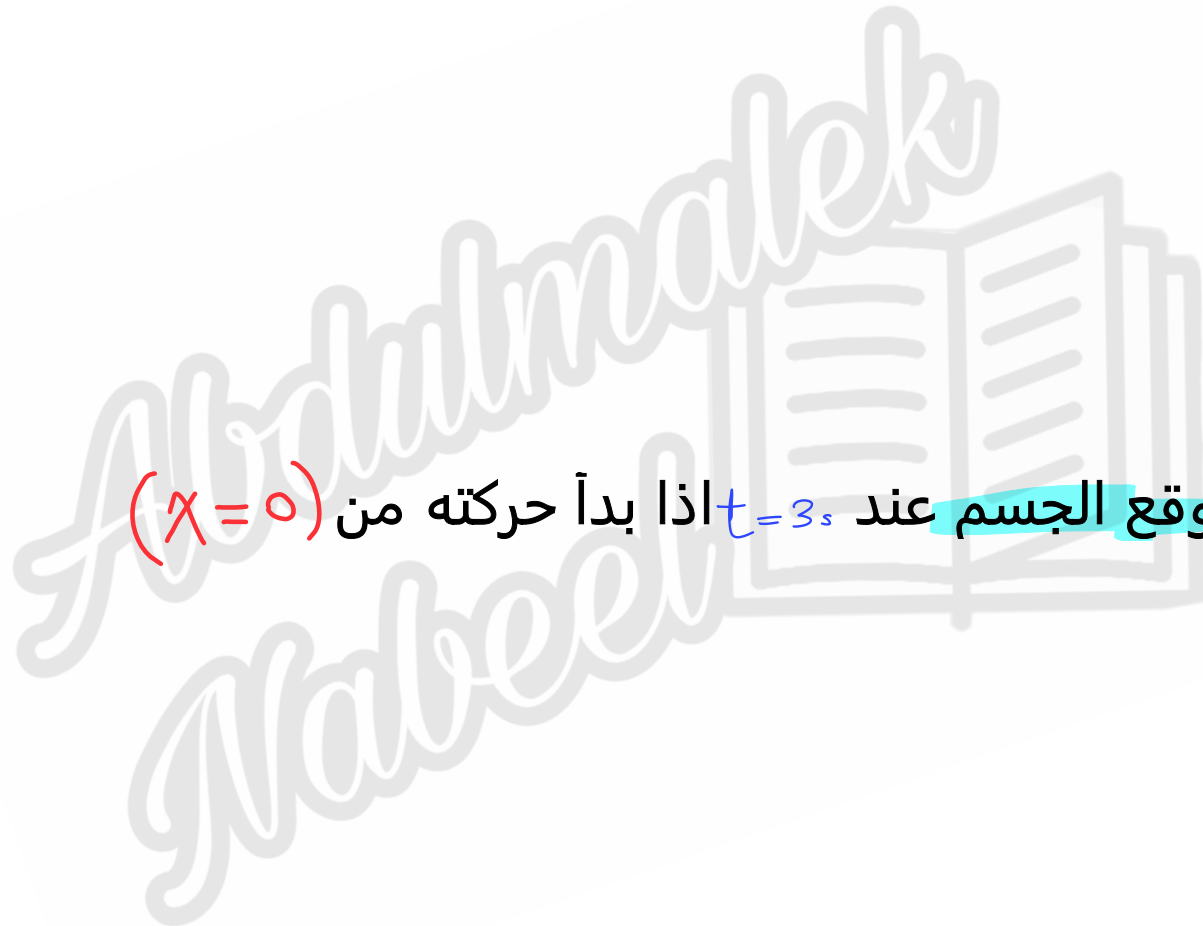 Abdulmalek
Nabeel
وقع الجسم عند t=3s اذا بدأ حركته من (x=0)